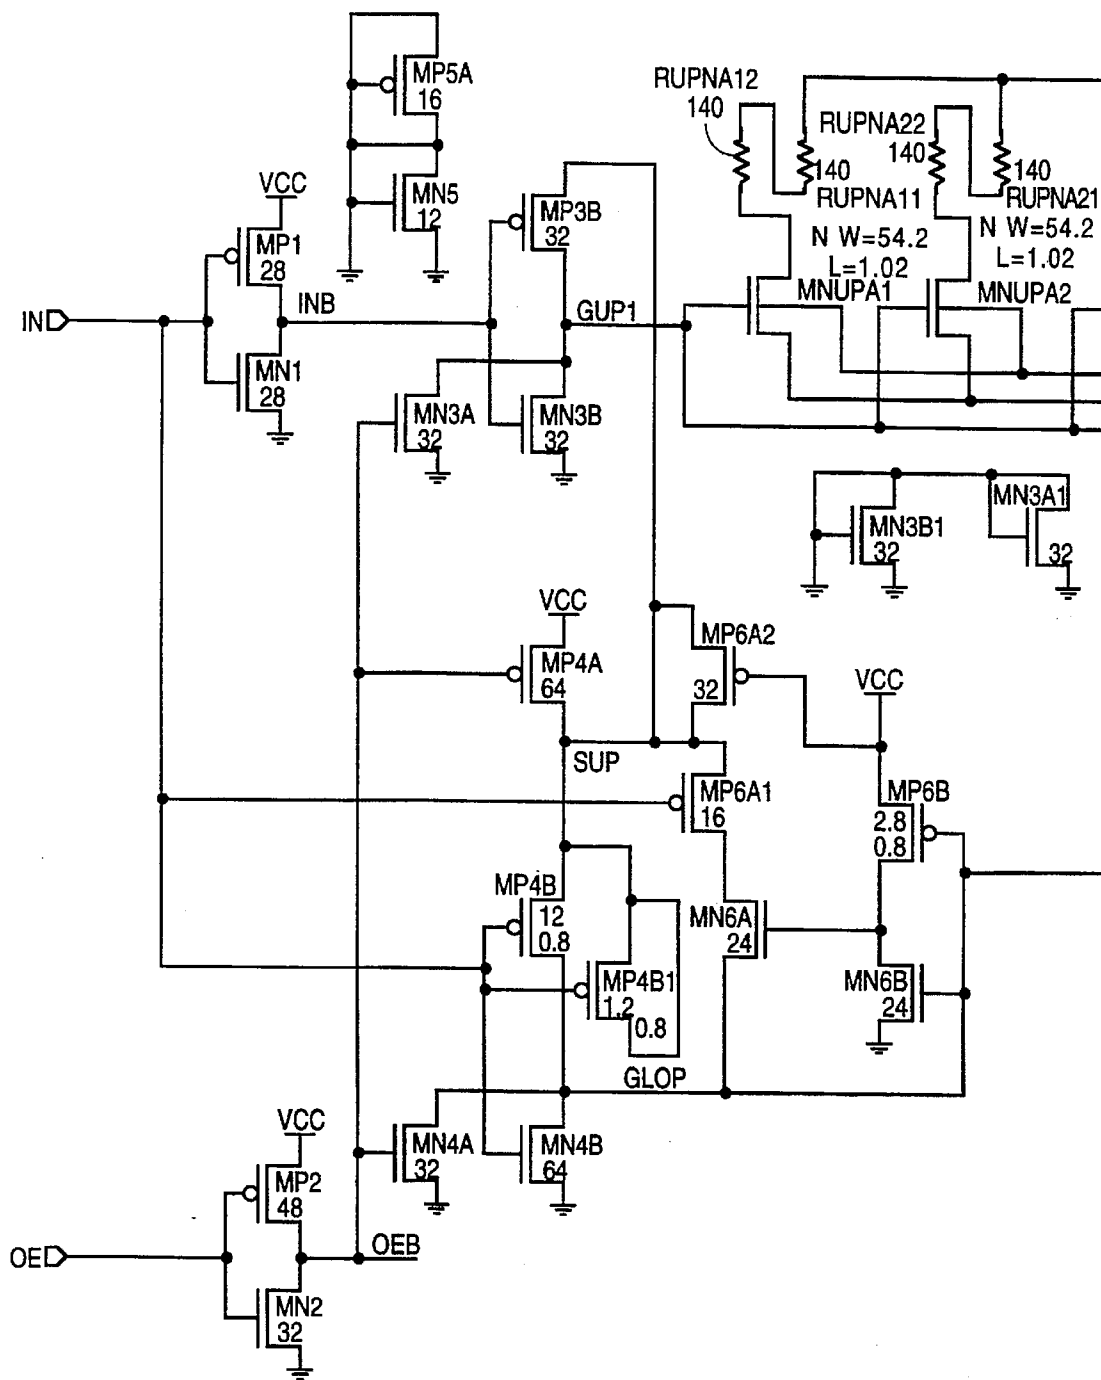 MP5A
16
RUPNA12
140
RUPNA22
140
140
RUPNA11
140
RUPNA21
VCC
MN5
12
MP3B
32
N W=54.2
L=1.02
N W=54.2
L=1.02
MP1
28
MNUPA1
MNUPA2
IN
INB
GUP1
MN1
28
MN3A
32
MN3B
32
MN3A1
32
MN3B1
32
VCC
MP4A
64
MP6A2
32
VCC
SUP
MP6A1
16
MP6B
2.8
0.8
MP4B
12
0.8
MN6A
24
MP4B1
1.2
0.8
MN6B
24
GLOP
VCC
MN4A
32
MN4B
64
MP2
48
OE
OEB
MN2
32